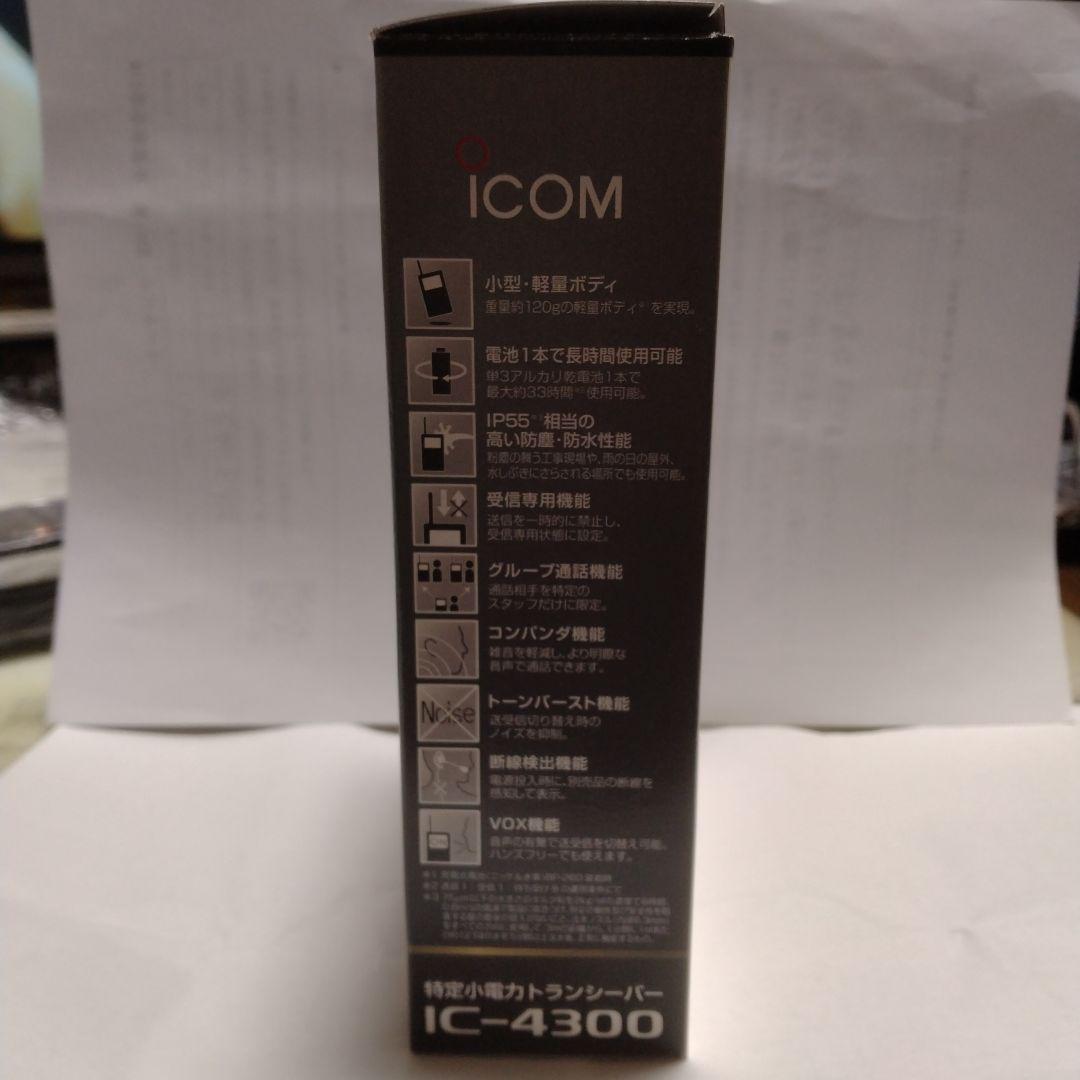 ICOM
小型・軽量ボディ
重量約120gの軽量ボディ※1を実現。
電池1本で長時間使用可能
単3アルカリ乾電池1本で
最大約33時間※2使用可能。
IP55※3相当の
高い防塵・防水性能
粉塵の舞う工事現場や、雨の日の屋外、
水しぶきにさらされる場所でも使用可能。
受信専用機能
送信を一時的に禁止し、
受信専用状態に設定。
グループ通話機能
通話相手を特定の
スタッフだけに限定。
コンパンダ機能
雑音を軽減し、より明瞭な
音声で通話できます。
Noise
トーンバースト機能
送受信切り替え時の
ノイズを抑制。
断線検出機能
電源投入時に、別売品の断線を
感知して表示。
VOX機能
音声の有無で送受信を切替え可能。
ハンズフリーでも使えます。
特定小電力トランシーバー
IC-4300